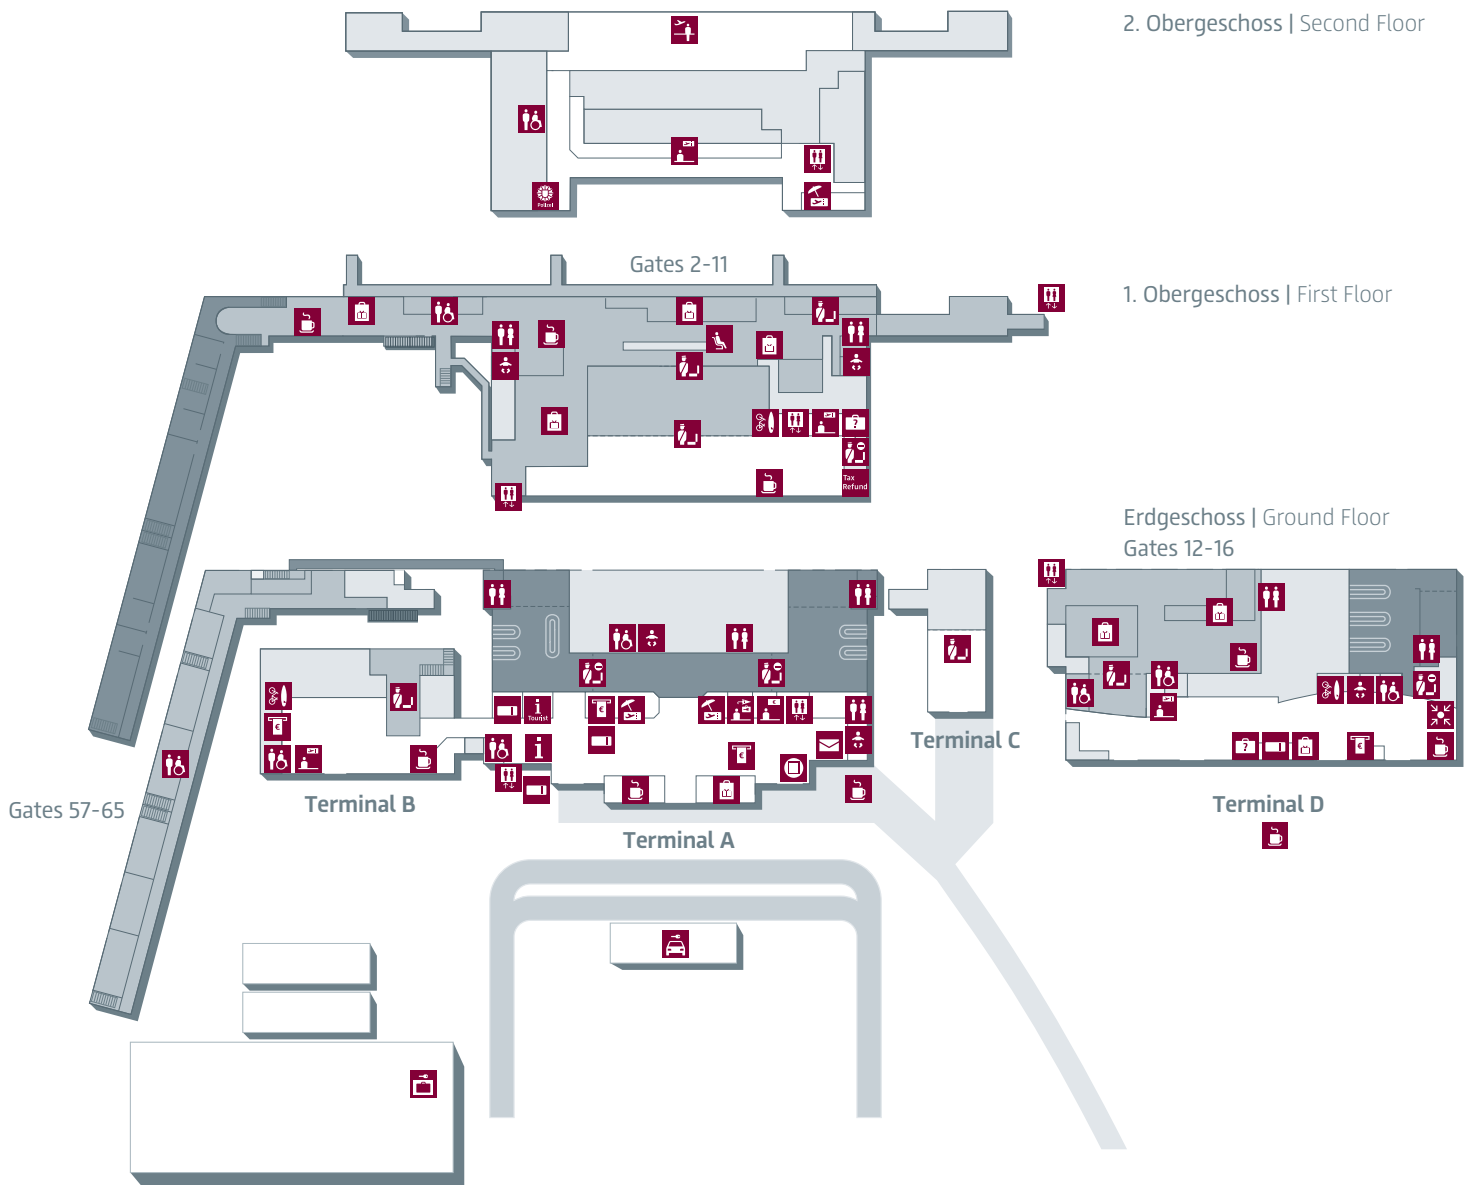 2. Obergeschoss | Second Floor
Polizei
Gates 2-11
1. Obergeschoss | First Floor
?
Tax
Refund
Erdgeschoss | Ground Floor
Gates 12-16
€
i
Tourist
€
€
€
i
€
?
€
Terminal C
Terminal B
Terminal D
Gates 57-65
Terminal A